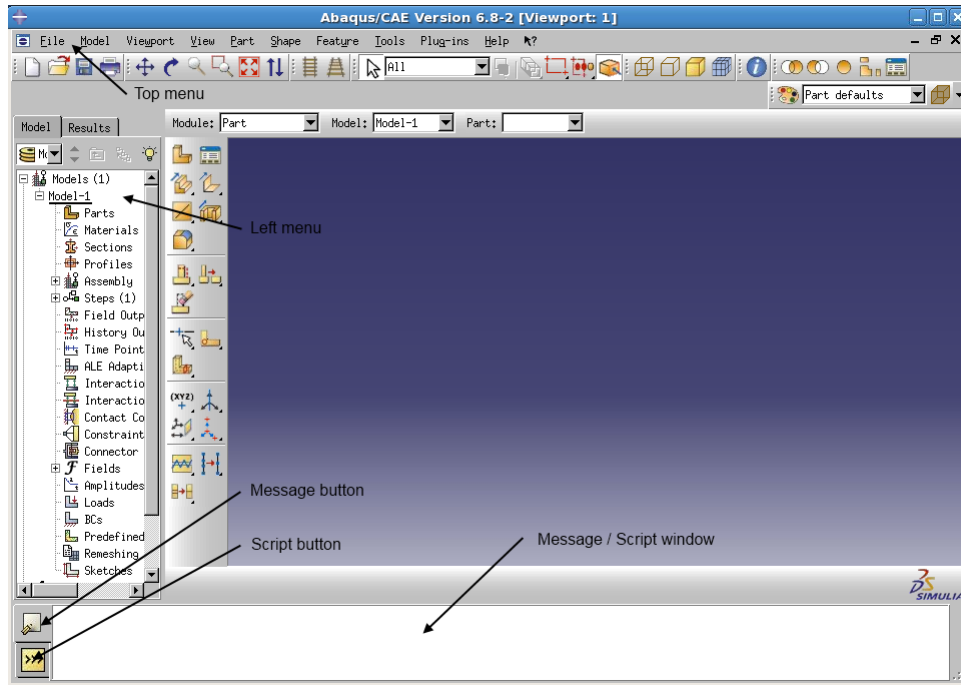 Abaqus/CAE Version 6.8-2 [Viewport: 1]
File Model Viewport View Part Shape Feature Tools Plug-ins Help ?
All
Top menu
Part defaults
Model Results
Module: Part Model: Model-1 Part:
Models (1)
Model-1
Parts
Materials
Left menu
Sections
Profiles
Assembly
Steps (1)
Field Outp
History Ou
Time Point
ALE Adapti
Interactio
Interactio
(XYZ)
Contact Co
Constraint
Connector
Fields
Amplitudes
Message button
Loads
BCs
Predefined
Script button
Message / Script window
Remeshing
Sketches
SIMULIA
>>>